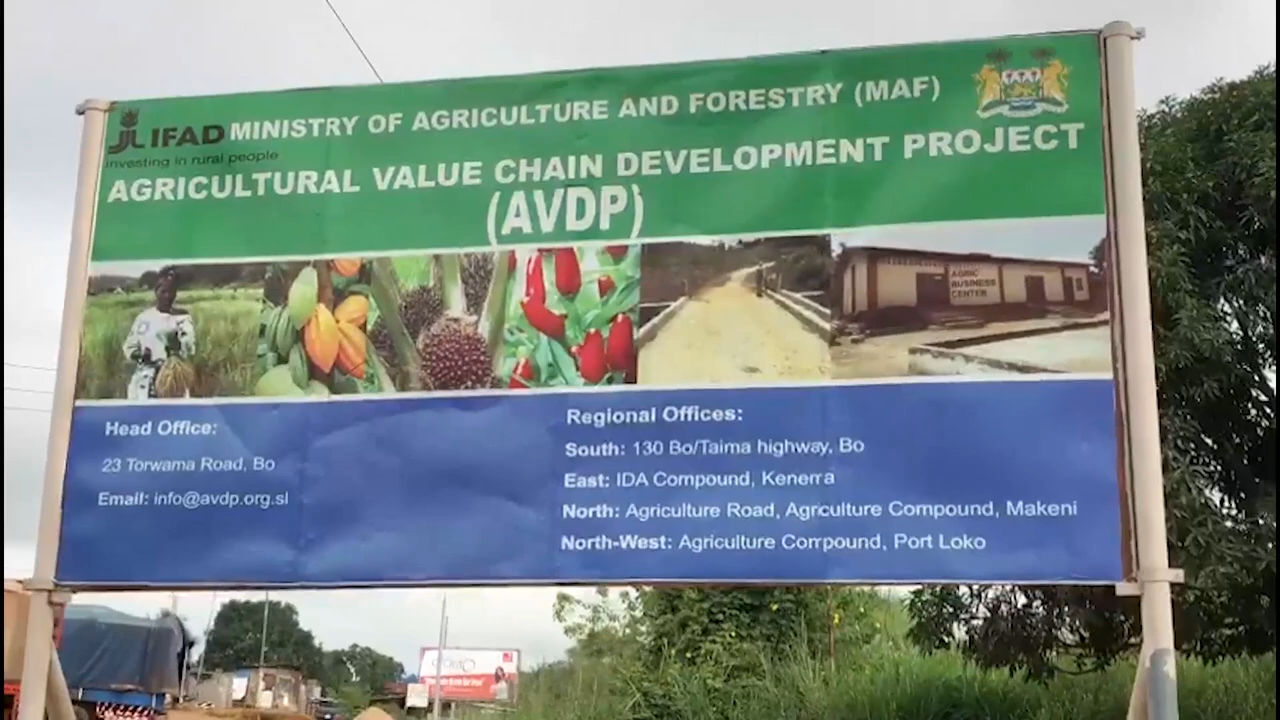 IFAD
investing in rural people
MINISTRY OF AGRICULTURE AND FORESTRY (MAF)
AGRICULTURAL VALUE CHAIN DEVELOPMENT PROJECT
(AVDP)
AGRIC
BUSINESS
CENTER
Head Office:
23 Torwama Road, Bo
Email: info@avdp.org.sl
Regional Offices:
South: 130 Bo/Taima highway, Bo
East: IDA Compound, Kenerra
North: Agriculture Road, Agrculture Compound, Makeni
North-West: Agriculture Compound, Port Loko